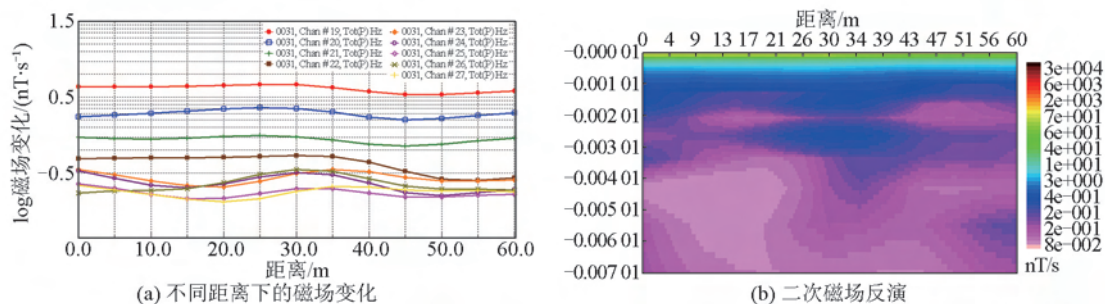 1.5
0.5
−0.5
log磁场变化/(nT·s⁻¹)
0031, Chan # 19, Tot(P) Hz
0031, Chan # 20, Tot(P) Hz
0031, Chan # 21, Tot(P) Hz
0031, Chan # 22, Tot(P) Hz
0031, Chan # 23, Tot(P) Hz
0031, Chan # 24, Tot(P) Hz
0031, Chan # 25, Tot(P) Hz
0031, Chan # 26, Tot(P) Hz
0031, Chan # 27, Tot(P) Hz
0.0 10.0 20.0 30.0 40.0 50.0 60.0
距离/m
(a) 不同距离下的磁场变化
距离/m
0 4 9 13 17 21 26 30 34 39 43 47 51 56 60
−0.000 01
−0.001 01
−0.002 01
−0.003 01
−0.004 01
−0.005 01
−0.006 01
−0.007 01
3e+004
6e+003
2e+003
7e+002
2e+002
7e+001
2e+001
1e+001
3e+000
1e+000
4e−001
2e−001
2e−001
1e−001
8e−002
nT/s
(b) 二次磁场反演